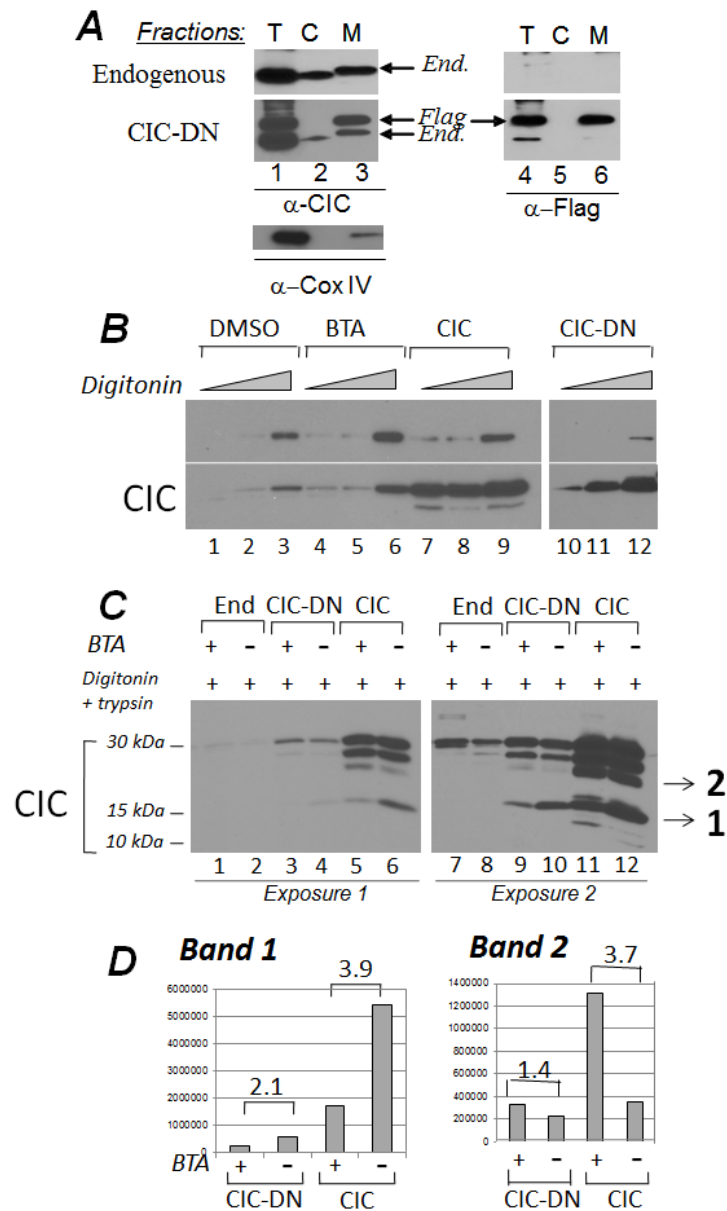 A
Fractions: T C M T C M
Endogenous End.
CIC-DN Flag
End.
1 2 3 4 5 6
α-CIC α–Flag
α–Cox IV
B
DMSO BTA CIC CIC-DN
Digitonin
CIC
1 2 3 4 5 6 7 8 9 10 11 12
C
End CIC-DN CIC End CIC-DN CIC
BTA + - + - + - + - + - + -
Digitonin + + + + + + + + + + + +
+ trypsin
30 kDa
CIC
2
15 kDa
1
10 kDa
1 2 3 4 5 6 7 8 9 10 11 12
Exposure 1 Exposure 2
D
Band 1 Band 2
3.9 3.7
6000000 1400000
5000000 1200000
4000000 1000000
3000000 800000
2000000 600000
1000000 400000
0 200000
0
2.1 1.4
BTA + - + - + - + -
CIC-DN CIC CIC-DN CIC